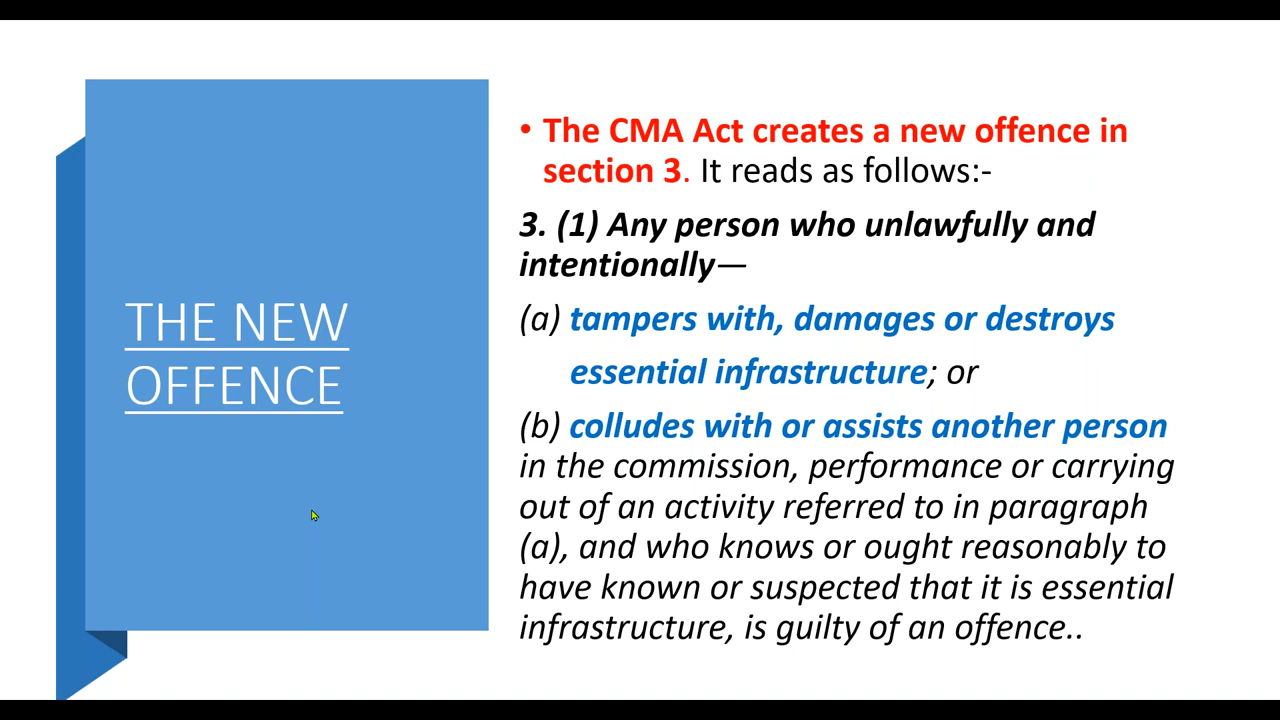 THE NEW
OFFENCE
• The CMA Act creates a new offence in
section 3. It reads as follows:-
3. (1) Any person who unlawfully and
intentionally—
(a) tampers with, damages or destroys
essential infrastructure; or
(b) colludes with or assists another person
in the commission, performance or carrying
out of an activity referred to in paragraph
(a), and who knows or ought reasonably to
have known or suspected that it is essential
infrastructure, is guilty of an offence..